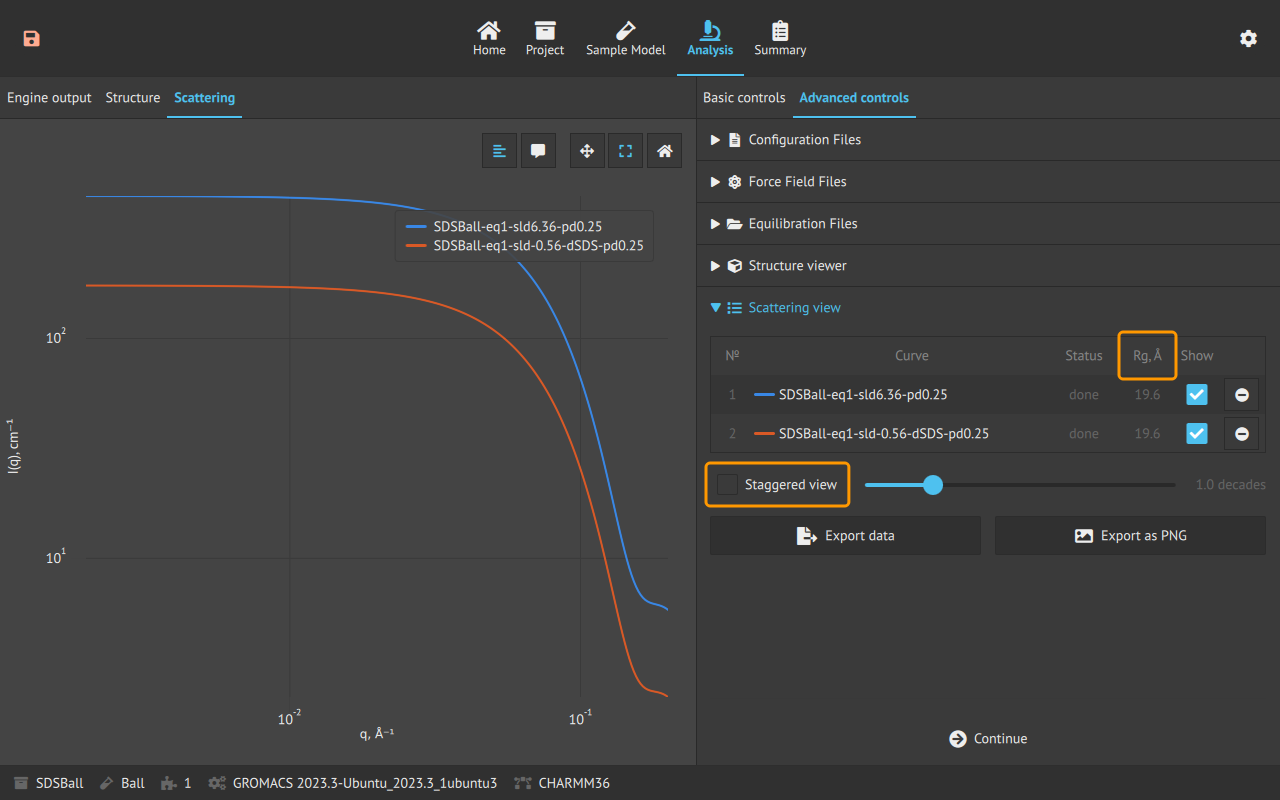 Home Project Sample Model Analysis Summary
Engine output Structure Scattering
Basic controls Advanced controls
SDSBall-eq1-sld6.36-pd0.25
SDSBall-eq1-sld-0.56-dSDS-pd0.25
10²
10¹
I(q), cm⁻¹
10⁻² 10⁻¹
q, Å⁻¹
Configuration Files
Force Field Files
Equilibration Files
Structure viewer
Scattering view
Nº Curve Status Rg, Å Show
1 SDSBall-eq1-sld6.36-pd0.25 done 19.6
2 SDSBall-eq1-sld-0.56-dSDS-pd0.25 done 19.6
Staggered view 1.0 decades
Export data Export as PNG
Continue
SDSBall Ball 1 GROMACS 2023.3-Ubuntu_2023.3_1ubuntu3 CHARMM36